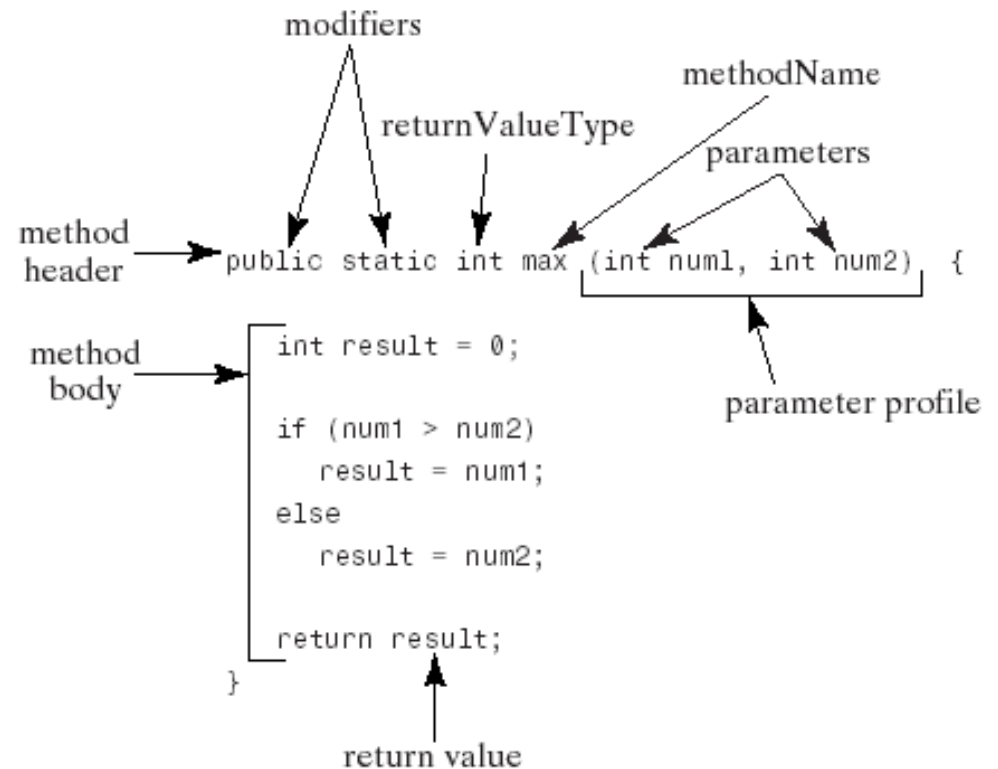 modifiers
methodName
returnValueType
parameters
method
header
public static int max (int num1, int num2) {
method
body
int result = 0;
parameter profile
if (num1 > num2)
result = num1;
else
result = num2;
return result;
}
return value